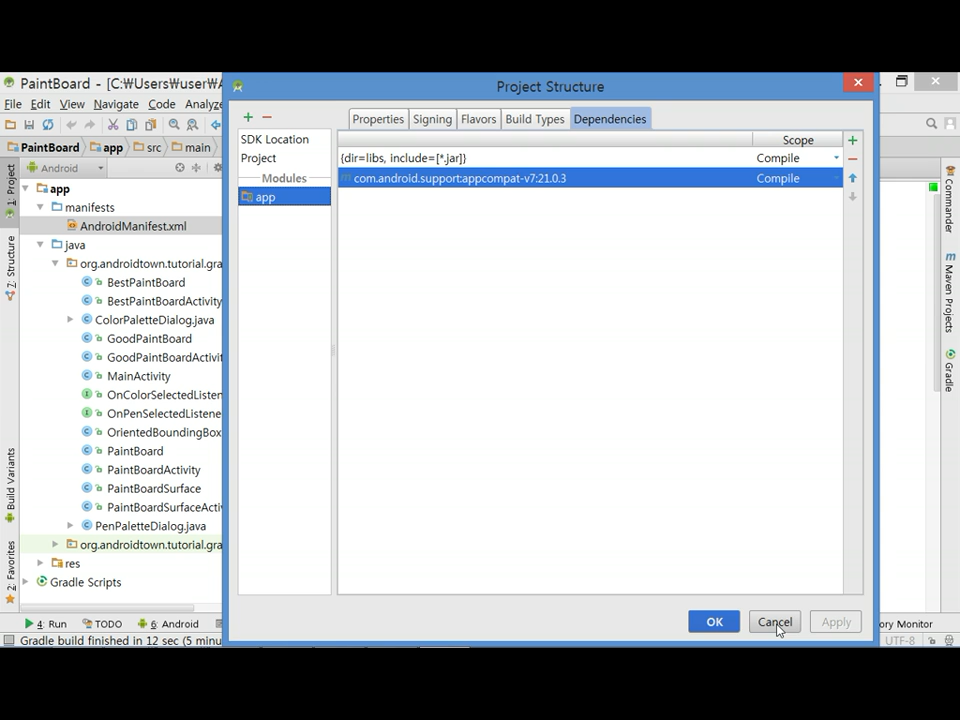 PaintBoard - [C:₩Users₩user₩A
Project Structure
File Edit View Navigate Code Analyze
PaintBoard app src main
Android
1: Project
7: Structure
Build Variants
2: Favorites
app
manifests
AndroidManifest.xml
java
org.androidtown.tutorial.gra
BestPaintBoard
BestPaintBoardActivity
ColorPaletteDialog.java
GoodPaintBoard
GoodPaintBoardActivi
MainActivity
OnColorSelectedListen
OnPenSelectedListene
OrientedBoundingBox
PaintBoard
PaintBoardActivity
PaintBoardSurface
PaintBoardSurfaceActiv
PenPaletteDialog.java
org.androidtown.tutorial.gra
res
Gradle Scripts
SDK Location
Project
Modules
app
Properties Signing Flavors Build Types Dependencies
Scope
{dir=libs, include=[*.jar]} Compile
m com.android.support:appcompat-v7:21.0.3 Compile
OK Cancel Apply
Commander
m Maven Projects
Gradle
4: Run TODO 6: Android
ory Monitor
Gradle build finished in 12 sec (5 minu
UTF-8